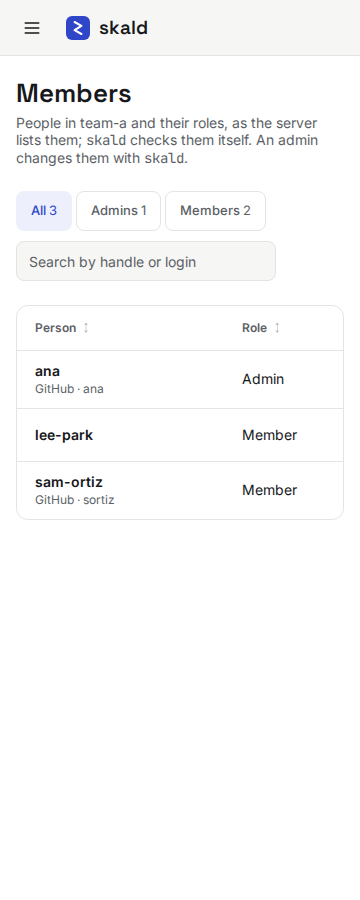 skald
Members
People in team-a and their roles, as the server
lists them; skald checks them itself. An admin
changes them with skald.
All 3
Admins 1
Members 2
Search by handle or login
Person
Role
ana
GitHub · ana
Admin
lee-park
Member
sam-ortiz
GitHub · sortiz
Member